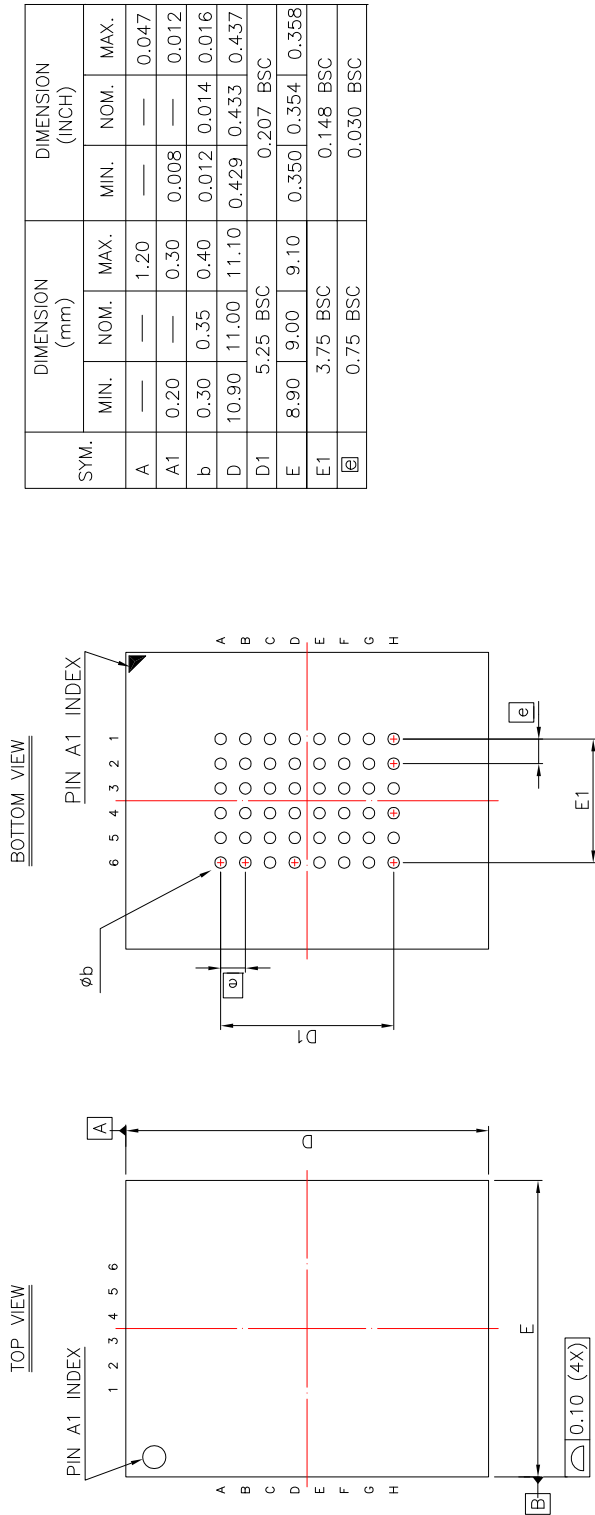 TOP VIEW
PIN A1 INDEX
1 2 3 4 5 6
A
B
C
D
E
F
G
H
A
D
E
B
0.10 (4X)
BOTTOM VIEW
PIN A1 INDEX
6 5 4 3 2 1
A
B
C
D
E
F
G
H
øb
e
D1
e
E1
SYM. DIMENSION (mm) DIMENSION (INCH)
MIN. NOM. MAX. MIN. NOM. MAX.
A — — 1.20 — — 0.047
A1 0.20 — 0.30 0.008 — 0.012
b 0.30 0.35 0.40 0.012 0.014 0.016
D 10.90 11.00 11.10 0.429 0.433 0.437
D1 5.25 BSC 0.207 BSC
E 8.90 9.00 9.10 0.350 0.354 0.358
E1 3.75 BSC 0.148 BSC
e 0.75 BSC 0.030 BSC